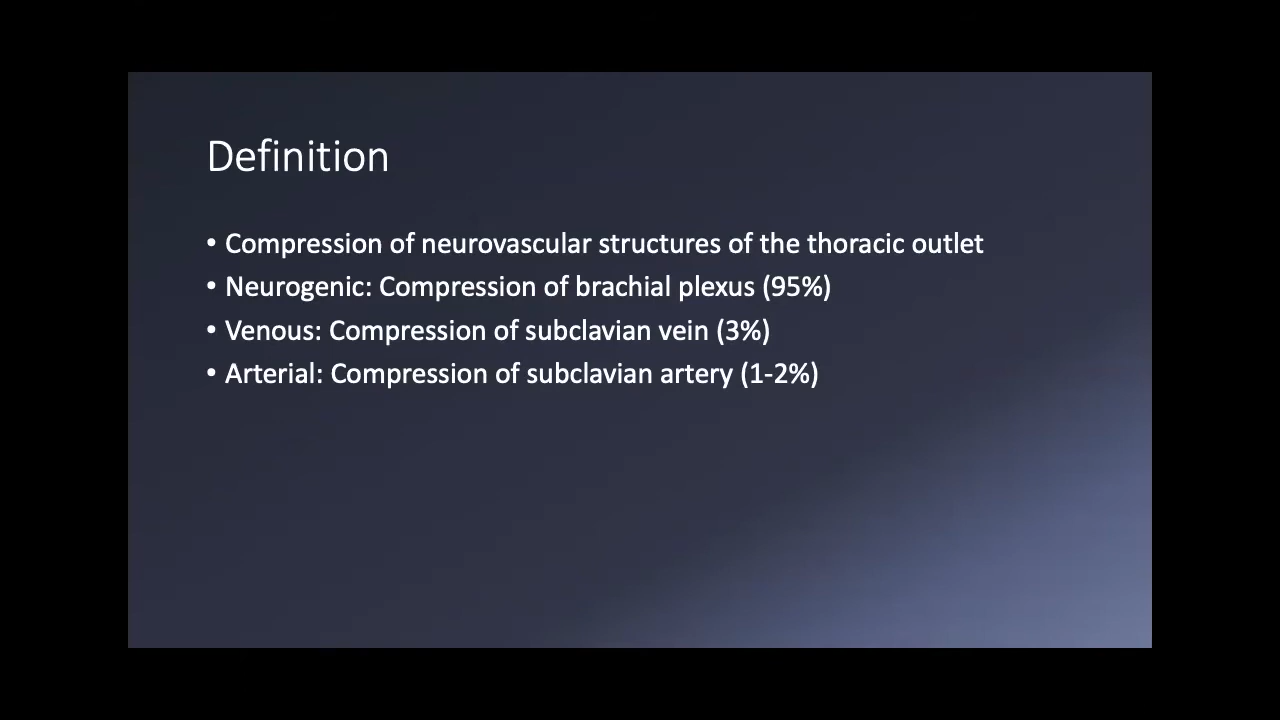 Definition
• Compression of neurovascular structures of the thoracic outlet
• Neurogenic: Compression of brachial plexus (95%)
• Venous: Compression of subclavian vein (3%)
• Arterial: Compression of subclavian artery (1-2%)